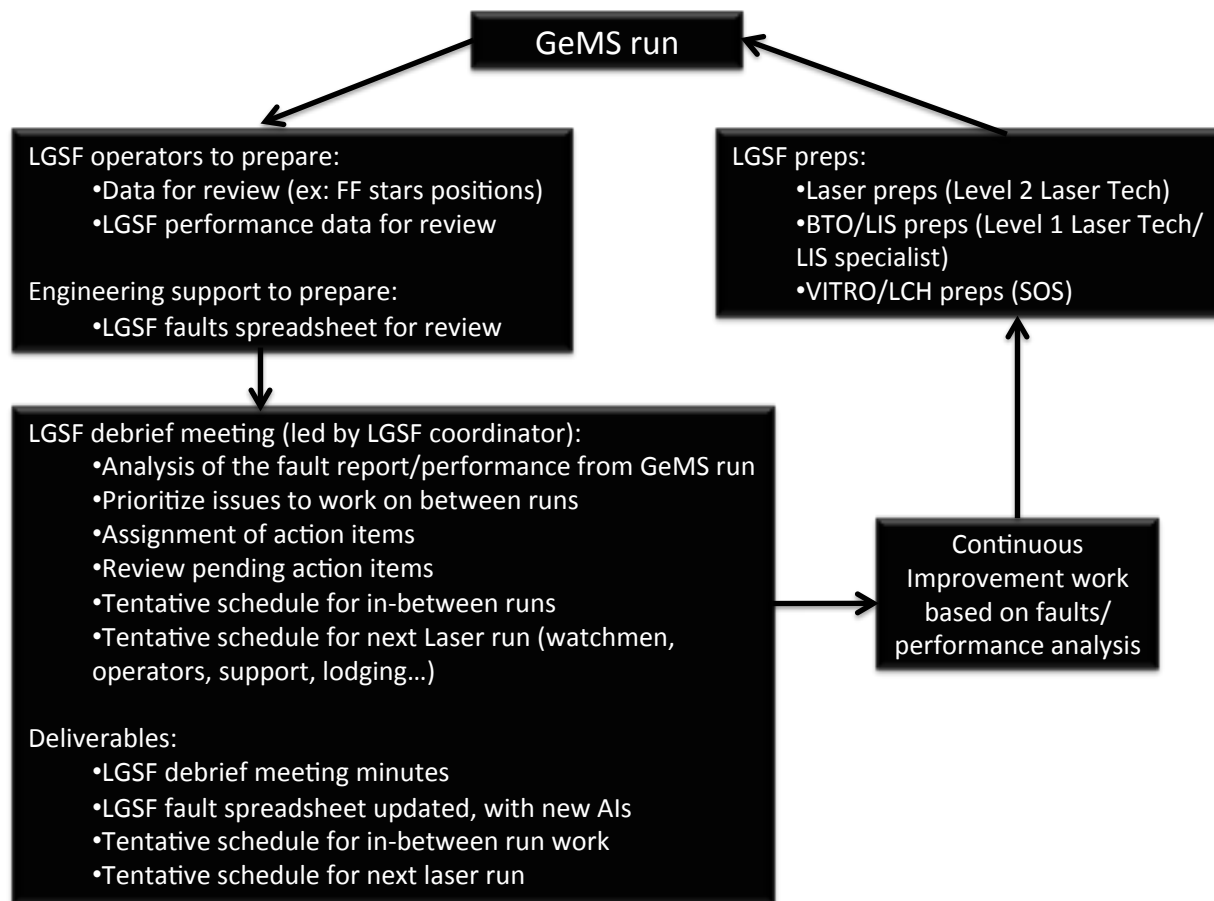 GeMS run
LGSF operators to prepare:
•Data for review (ex: FF stars positions)
•LGSF performance data for review
Engineering support to prepare:
•LGSF faults spreadsheet for review
LGSF debrief meeting (led by LGSF coordinator):
•Analysis of the fault report/performance from GeMS run
•Prioritize issues to work on between runs
•Assignment of action items
•Review pending action items
•Tentative schedule for in-between runs
•Tentative schedule for next Laser run (watchmen,
operators, support, lodging…)
Deliverables:
•LGSF debrief meeting minutes
•LGSF fault spreadsheet updated, with new AIs
•Tentative schedule for in-between run work
•Tentative schedule for next laser run
Continuous
Improvement work
based on faults/
performance analysis
LGSF preps:
•Laser preps (Level 2 Laser Tech)
•BTO/LIS preps (Level 1 Laser Tech/
LIS specialist)
•VITRO/LCH preps (SOS)